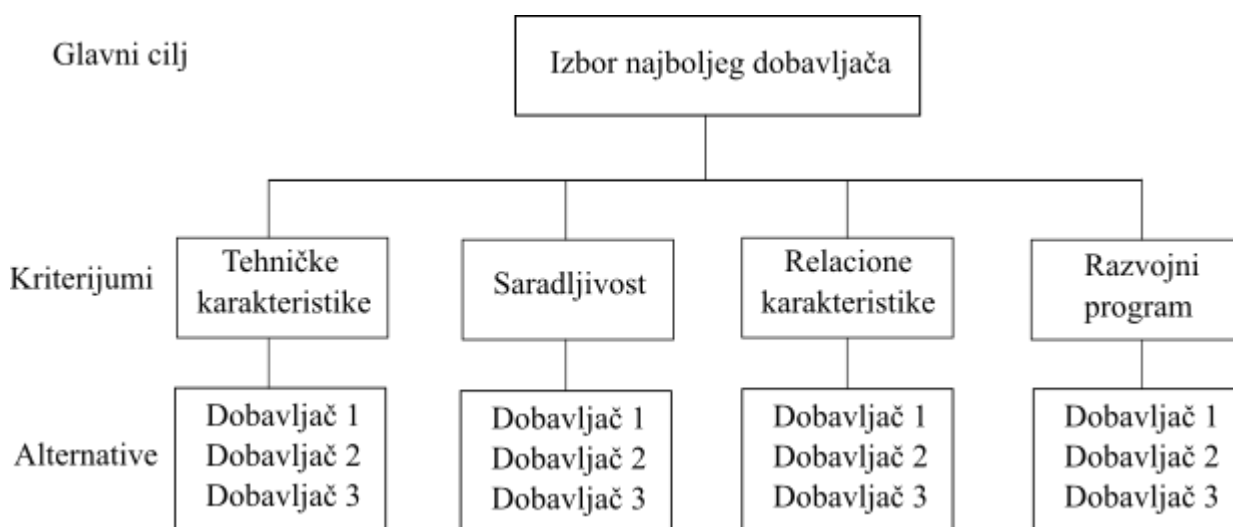 Glavni cilj
Izbor najboljeg dobavljača
Kriterijumi
Tehničke
karakteristike
Saradljivost
Relacione
karakteristike
Razvojni
program
Alternative
Dobavljač 1
Dobavljač 2
Dobavljač 3
Dobavljač 1
Dobavljač 2
Dobavljač 3
Dobavljač 1
Dobavljač 2
Dobavljač 3
Dobavljač 1
Dobavljač 2
Dobavljač 3